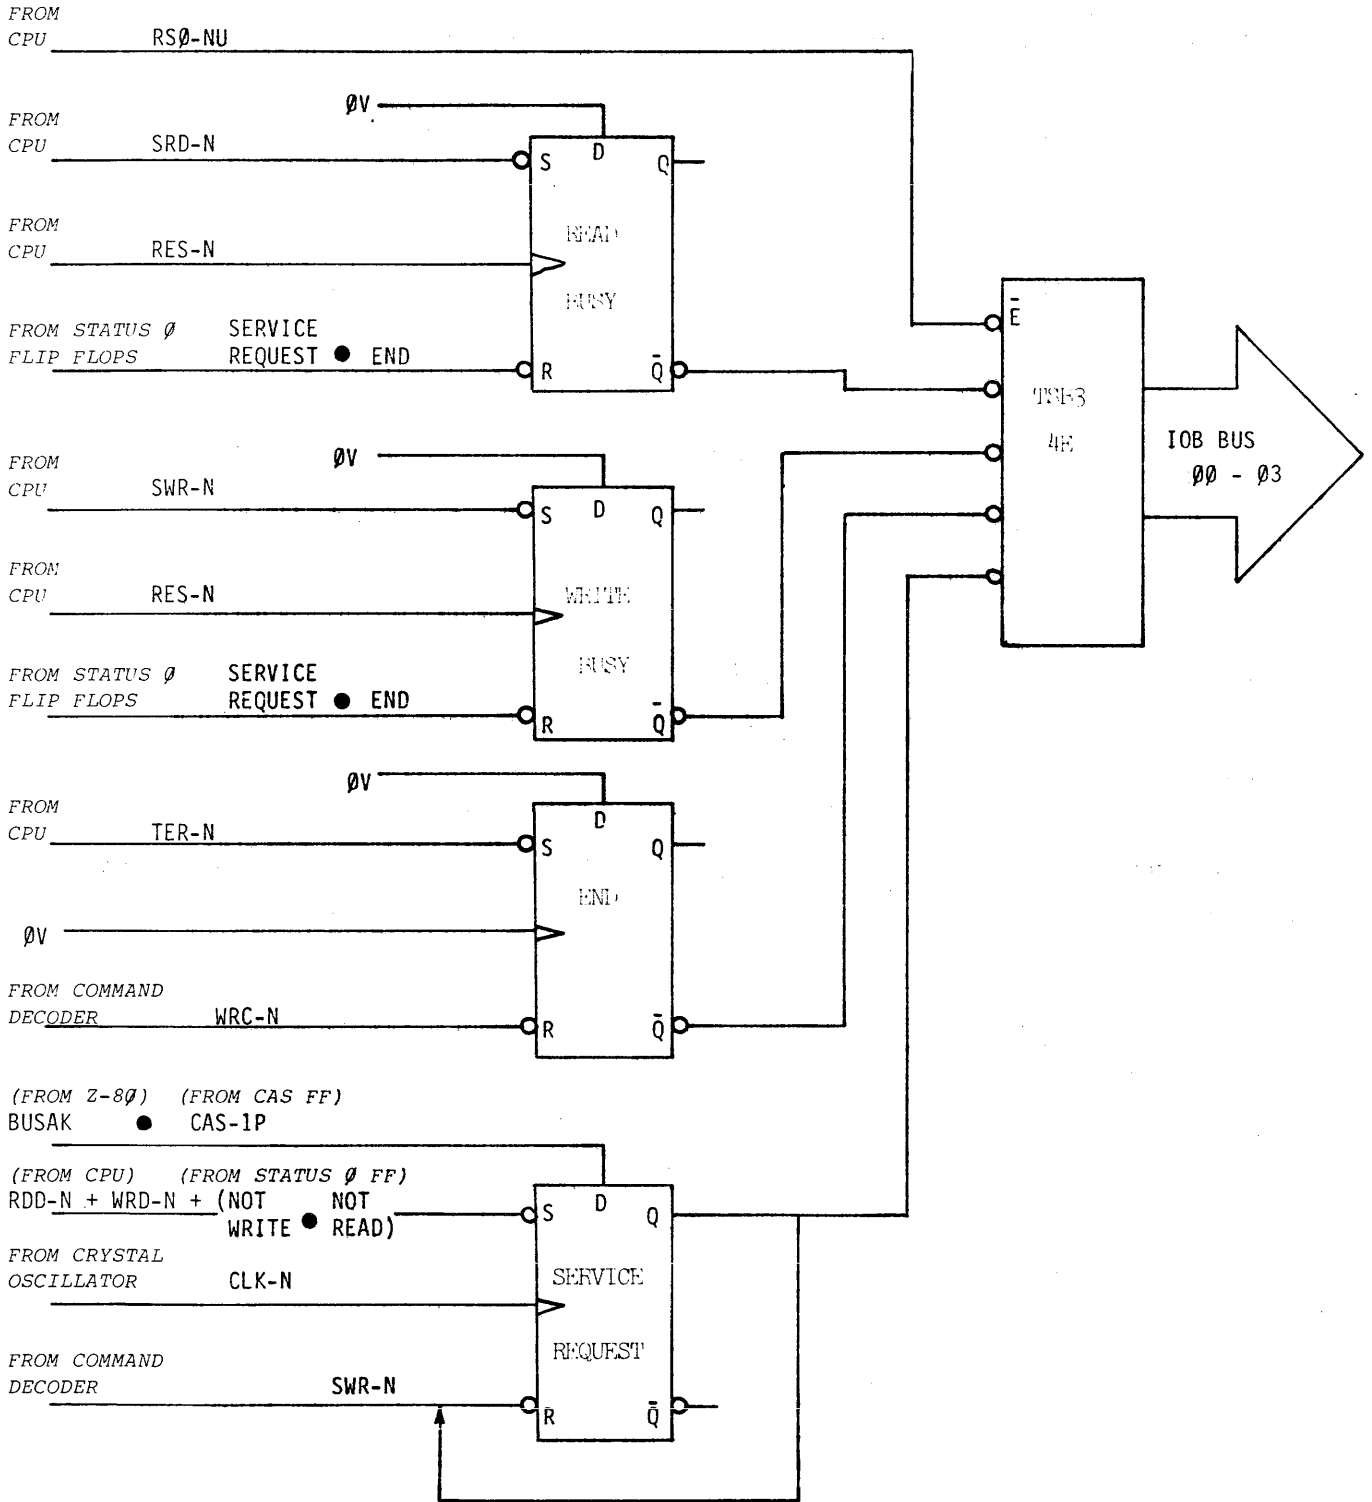 FROM
CPU RSØ-NU
ØV
FROM
CPU SRD-N
S D Q
FROM
CPU RES-N
READ
BUSY
FROM STATUS Ø SERVICE
FLIP FLOPS REQUEST ● END
R Q̅
E̅
TSE3
4E
IOB BUS
ØØ - Ø3
FROM
CPU SWR-N
ØV
S D Q
FROM
CPU RES-N
WRITE
BUSY
FROM STATUS Ø SERVICE
FLIP FLOPS REQUEST ● END
R Q̅
ØV
FROM
CPU TER-N
D
S Q
END
ØV
FROM COMMAND
DECODER WRC-N
R Q̅
(FROM Z-8Ø) (FROM CAS FF)
BUSAK ● CAS-1P
(FROM CPU) (FROM STATUS Ø FF)
RDD-N + WRD-N + (NOT NOT
WRITE ● READ)
S D Q
FROM CRYSTAL
OSCILLATOR CLK-N
SERVICE
REQUEST
FROM COMMAND
DECODER SWR-N
R̅ Q̅